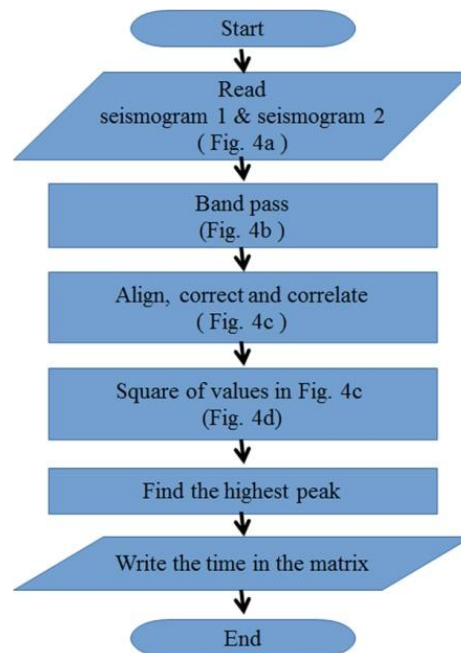 Start
Read
seismogram 1 & seismogram 2
( Fig. 4a )
Band pass
(Fig. 4b )
Align, correct and correlate
( Fig. 4c )
Square of values in Fig. 4c
(Fig. 4d)
Find the highest peak
Write the time in the matrix
End